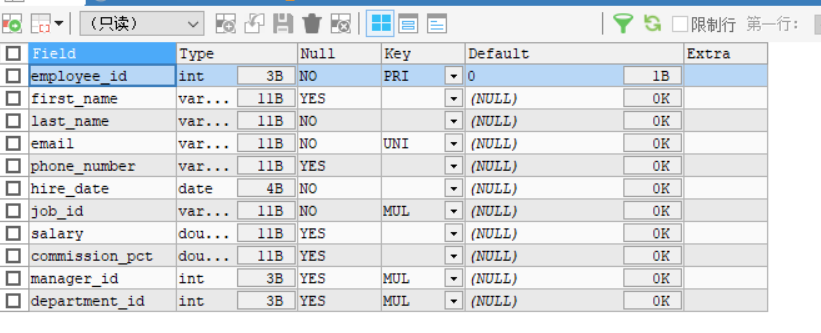 （只读） 限制行 第一行:
Field Type Null Key Default Extra
employee_id int 3B NO PRI 0 1B
first_name var... 11B YES (NULL) 0K
last_name var... 11B NO (NULL) 0K
email var... 11B NO UNI (NULL) 0K
phone_number var... 11B YES (NULL) 0K
hire_date date 4B NO (NULL) 0K
job_id var... 11B NO MUL (NULL) 0K
salary dou... 11B YES (NULL) 0K
commission_pct dou... 11B YES (NULL) 0K
manager_id int 3B YES MUL (NULL) 0K
department_id int 3B YES MUL (NULL) 0K